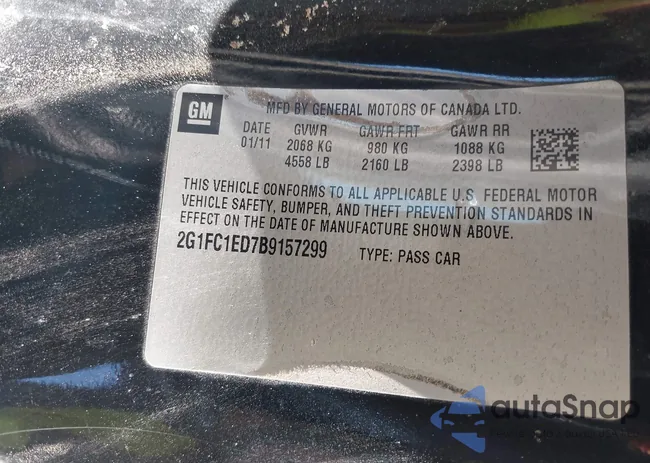 GM
MFD BY GENERAL MOTORS OF CANADA LTD.
DATE GVWR GAWR FRT GAWR RR
01/11 2068 KG 980 KG 1088 KG
4558 LB 2160 LB 2398 LB
THIS VEHICLE CONFORMS TO ALL APPLICABLE U.S. FEDERAL MOTOR
VEHICLE SAFETY, BUMPER, AND THEFT PREVENTION STANDARDS IN
EFFECT ON THE DATE OF MANUFACTURE SHOWN ABOVE.
2G1FC1ED7B9157299 TYPE: PASS CAR
autoSnap